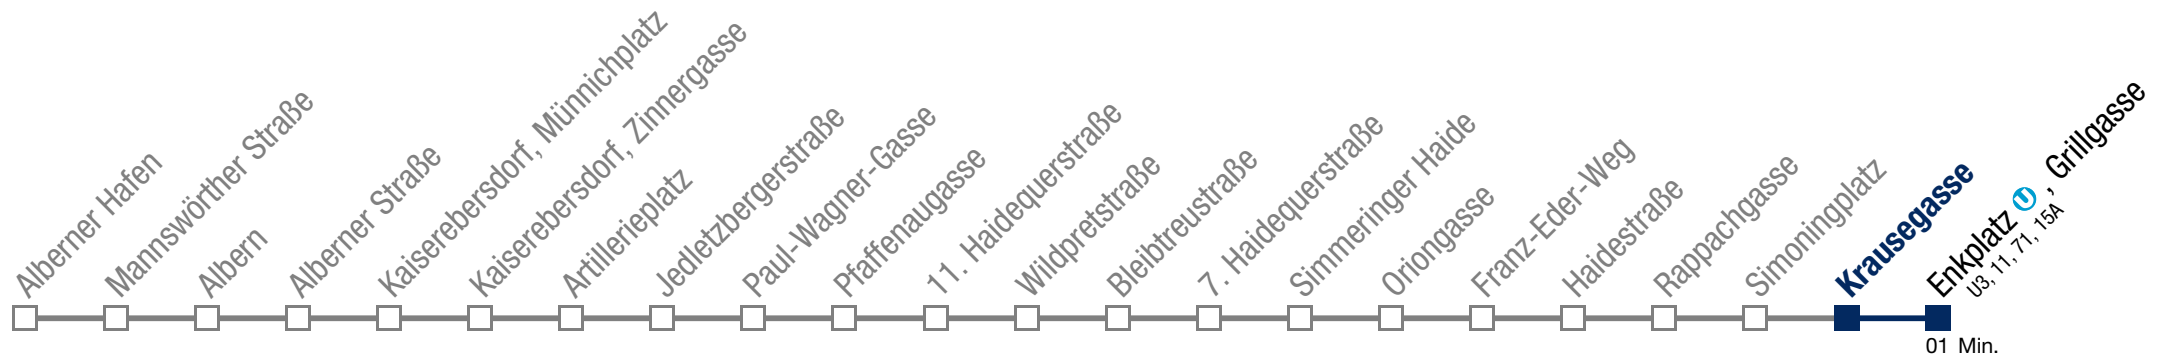 Alberner Hafen
Mannswörther Straße
Albern
Alberner Straße
Kaiserebersdorf, Münnichplatz
Kaiserebersdorf, Zinnergasse
Artillerieplatz
Jedletzbergerstraße
Paul-Wagner-Gasse
Pfaffenaugasse
11. Haidequerstraße
Wildpretstraße
Bleibtreustraße
7. Haidequerstraße
Simmeringer Haide
Oriongasse
Franz-Eder-Weg
Haidestraße
Rappachgasse
Simoningplatz
Krausegasse
Enkplatz U, Grillgasse
U3, 11, 71, 15A
01 Min.